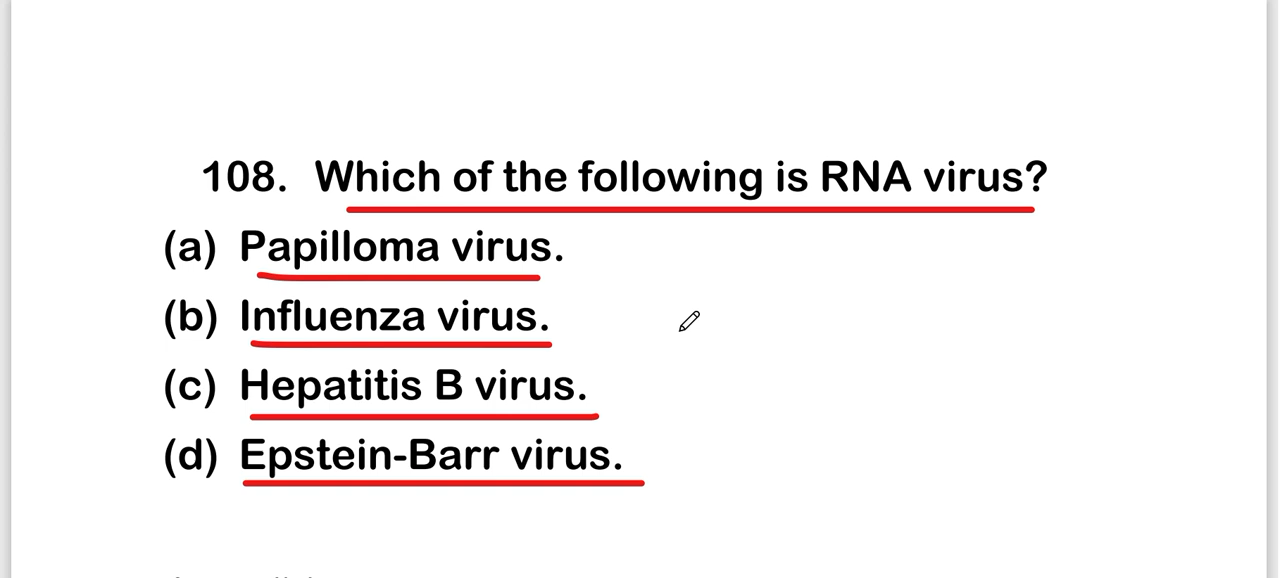 108. Which of the following is RNA virus?
(a) Papilloma virus.
(b) Influenza virus.
(c) Hepatitis B virus.
(d) Epstein-Barr virus.